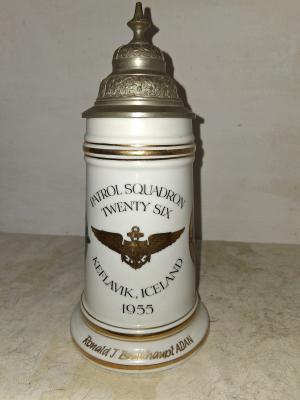 PATROL SQUADRON
TWENTY SIX
KEFLAVIK, ICELAND
1955
Ronald J. ADAN